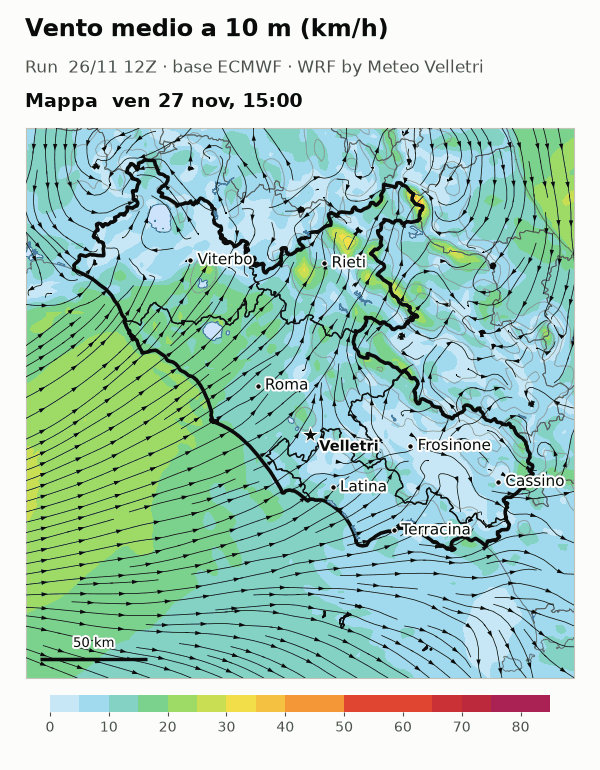 Vento medio a 10 m (km/h)
Run 26/11 12Z · base ECMWF · WRF by Meteo Velletri
Mappa ven 27 nov, 15:00
Viterbo
Rieti
Roma
Velletri
Frosinone
Cassino
Latina
Terracina
50 km
0 10 20 30 40 50 60 70 80